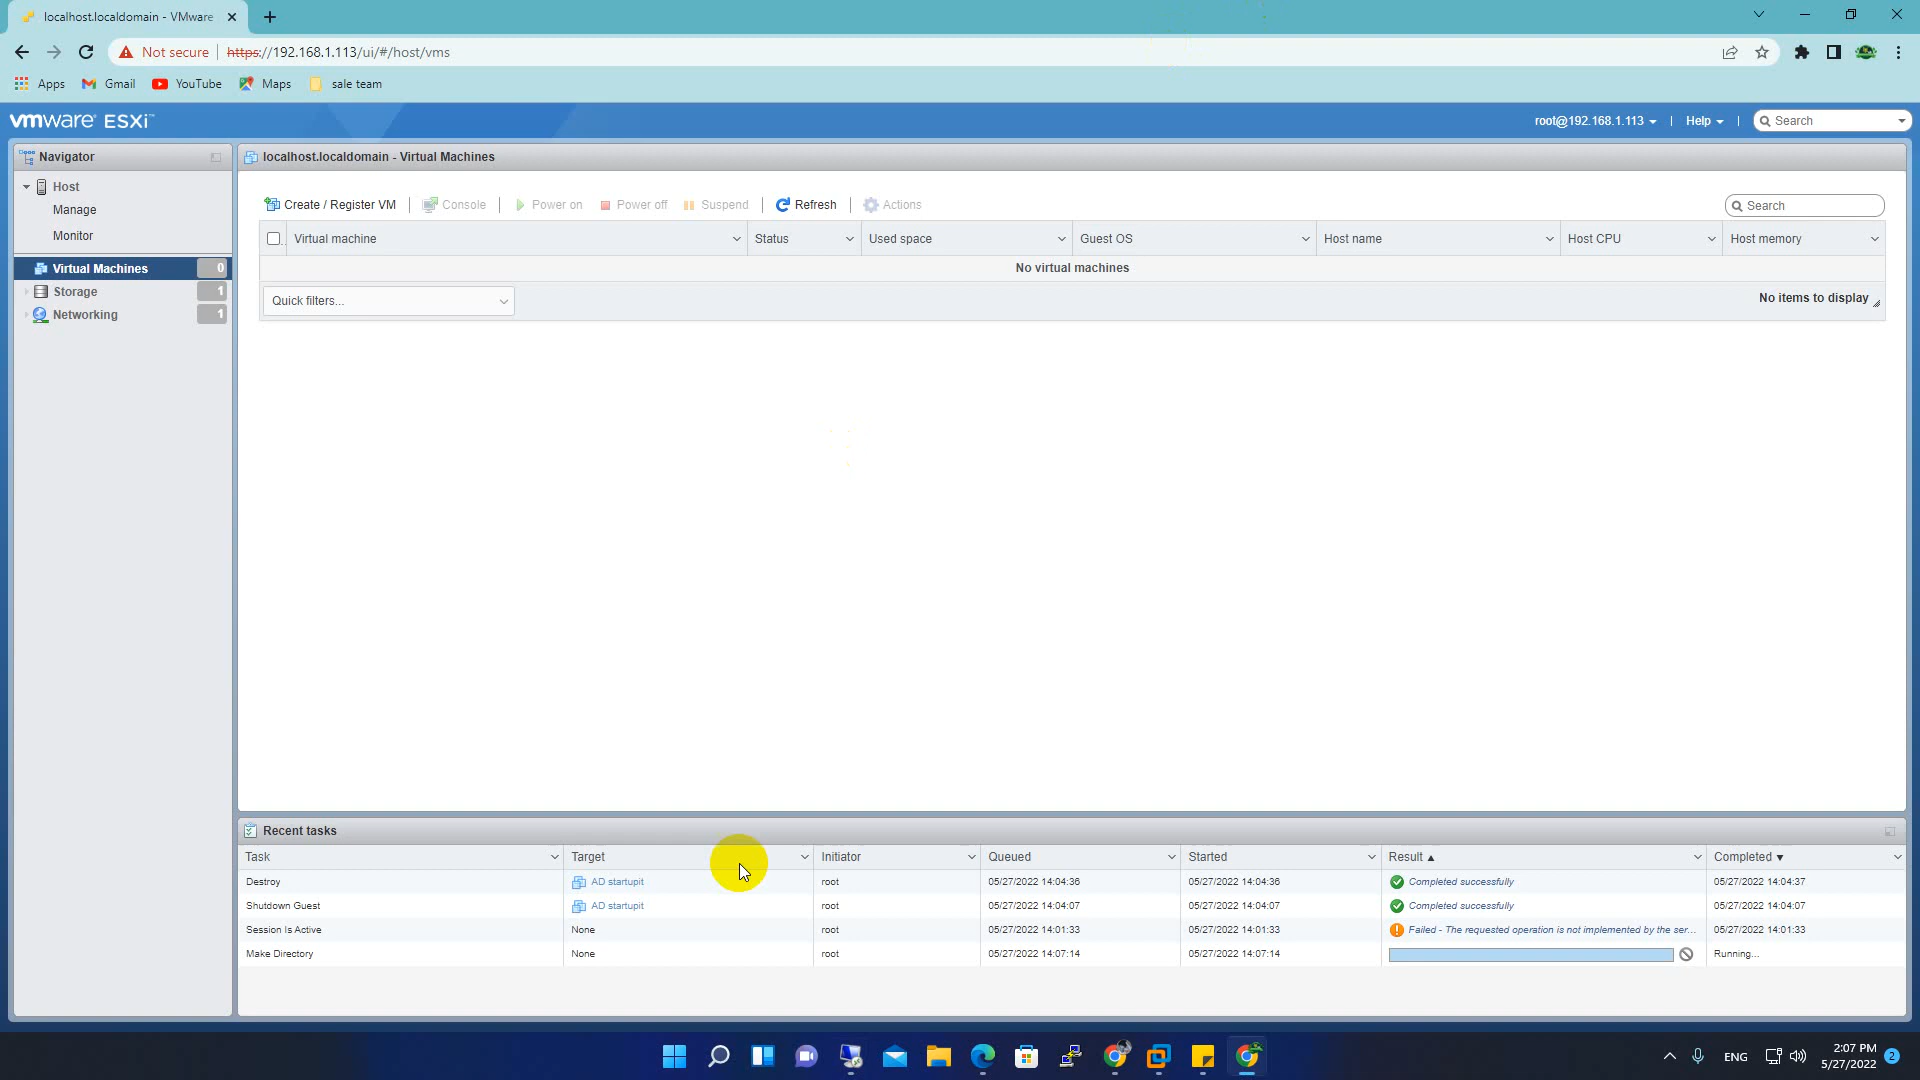 localhost.localdomain - VMware
Not secure https://192.168.1.113/ui/#/host/vms
Apps Gmail YouTube Maps sale team
vmware ESXi™
root@192.168.1.113 Help Search
Navigator
localhost.localdomain - Virtual Machines
Host
Manage
Monitor
Virtual Machines 0
Storage 1
Networking 1
Create / Register VM Console Power on Power off Suspend Refresh Actions Search
Virtual machine Status Used space Guest OS Host name Host CPU Host memory
No virtual machines
Quick filters... No items to display
Recent tasks
Task Target Initiator Queued Started Result Completed
Destroy AD startupit root 05/27/2022 14:04:36 05/27/2022 14:04:36 Completed successfully 05/27/2022 14:04:37
Shutdown Guest AD startupit root 05/27/2022 14:04:07 05/27/2022 14:04:07 Completed successfully 05/27/2022 14:04:07
Session Is Active None root 05/27/2022 14:01:33 05/27/2022 14:01:33 Failed - The requested operation is not implemented by the ser... 05/27/2022 14:01:33
Make Directory None root 05/27/2022 14:07:14 05/27/2022 14:07:14 Running...
ENG 2:07 PM
5/27/2022 2